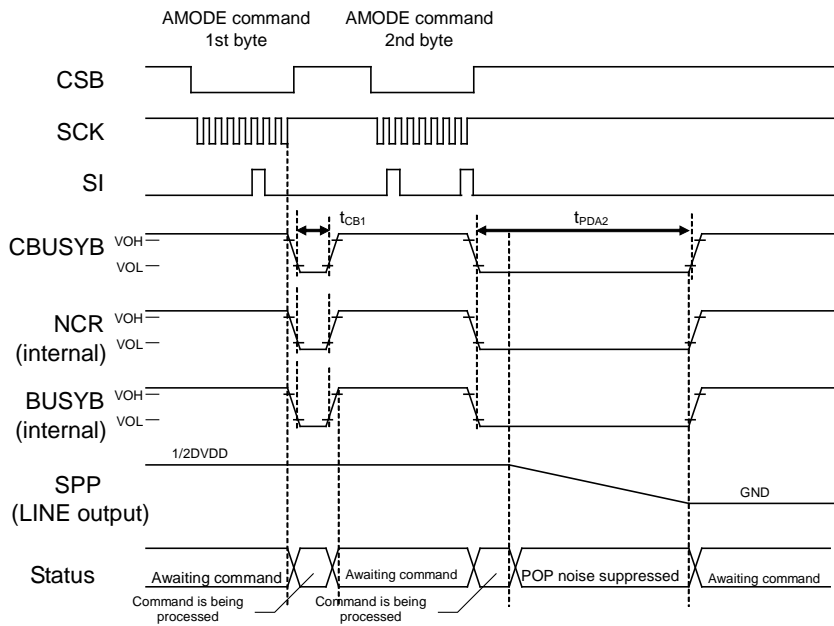 AMODE command
1st byte
AMODE command
2nd byte
CSB
SCK
SI
tCB1
tPDA2
CBUSYB
VOH
VOL
NCR
(internal)
VOH
VOL
BUSYB
(internal)
VOH
VOL
1/2DVDD
SPP
(LINE output)
GND
Status
Awaiting command
Awaiting command
POP noise suppressed
Awaiting command
Command is being
processed
Command is being
processed